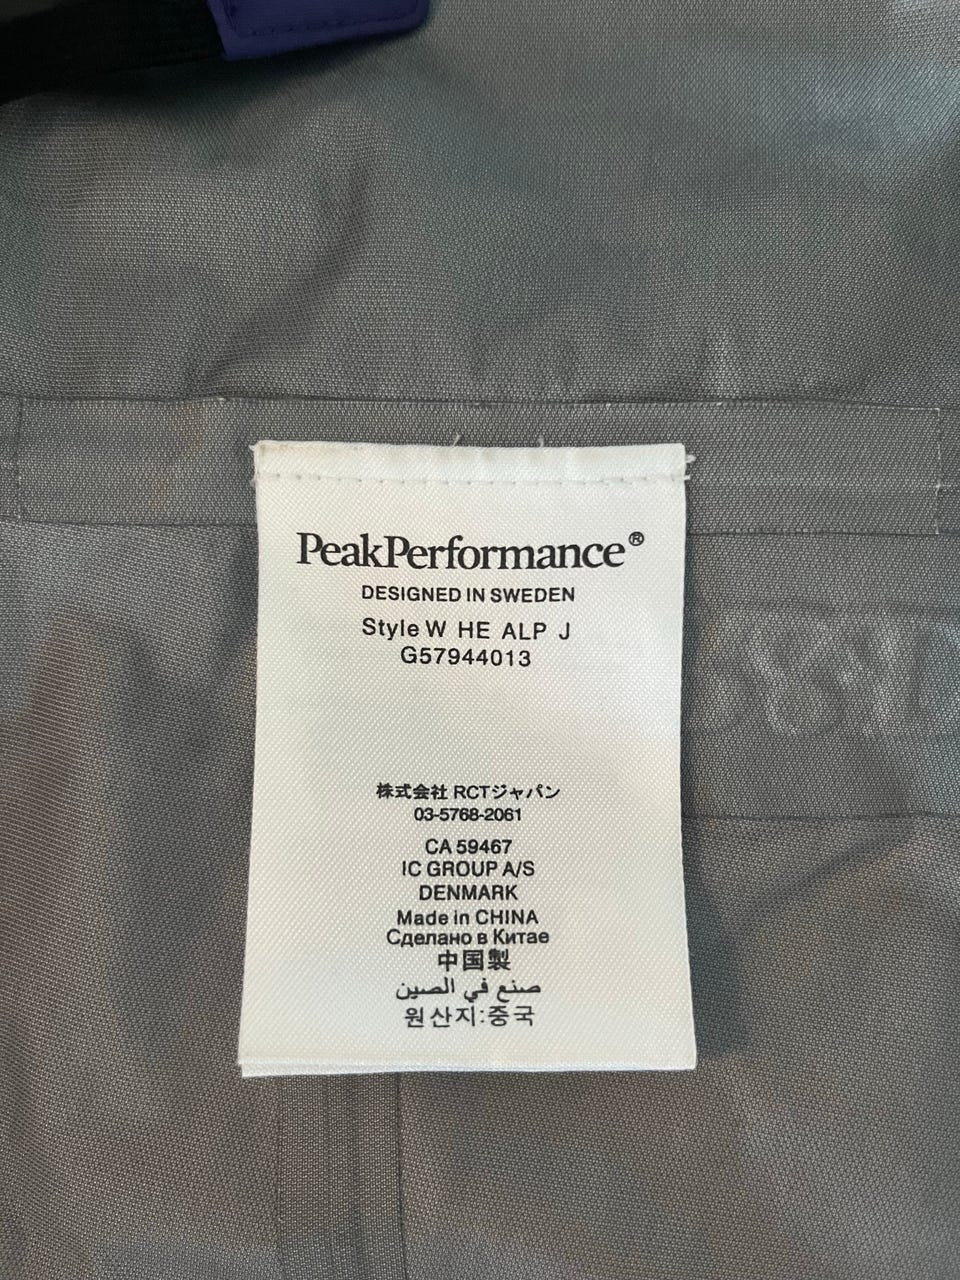 PeakPerformance®
DESIGNED IN SWEDEN
Style W HE ALP J
G57944013
株式会社 RCTジャパン
03-5768-2061
CA 59467
IC GROUP A/S
DENMARK
Made in CHINA
Сделано в Китае
中国製
صنع في الصين
원산지:중국